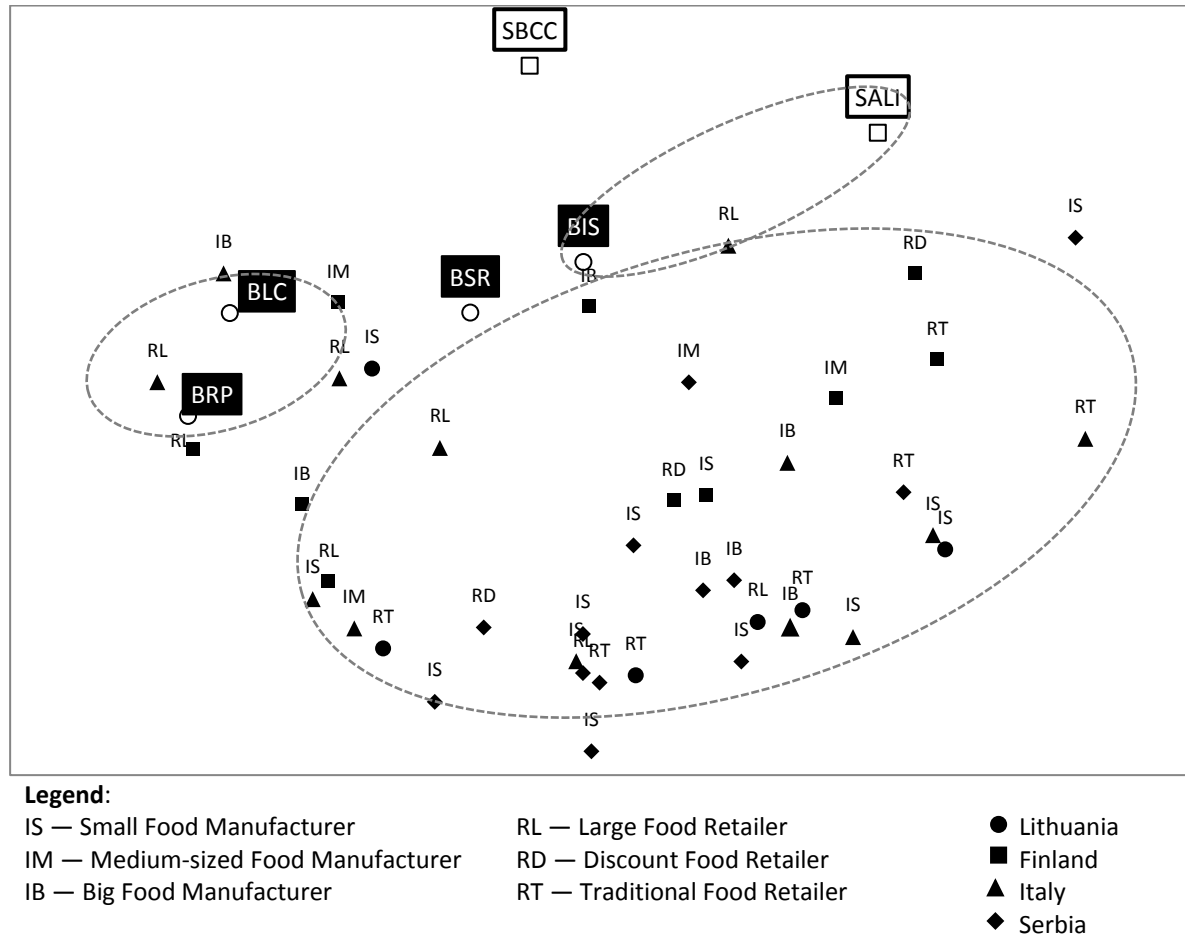 SBCC
SALI
IS
RL
BIS
RD
IB
IM
BLC
BSR
IB
RT
IS
RL
RL
IM
IM
BRP
RT
RL
IB
RL
RT
IB
RD
IS
IS
IS
IS
RL
IB
IB
IS
RT
IM
RL
IB
RD
IS
IS
RT
IS
RL
RT
RT
IS
IS
IS
Legend:
IS — Small Food Manufacturer
RL — Large Food Retailer
Lithuania
IM — Medium-sized Food Manufacturer
RD — Discount Food Retailer
Finland
IB — Big Food Manufacturer
RT — Traditional Food Retailer
Italy
Serbia